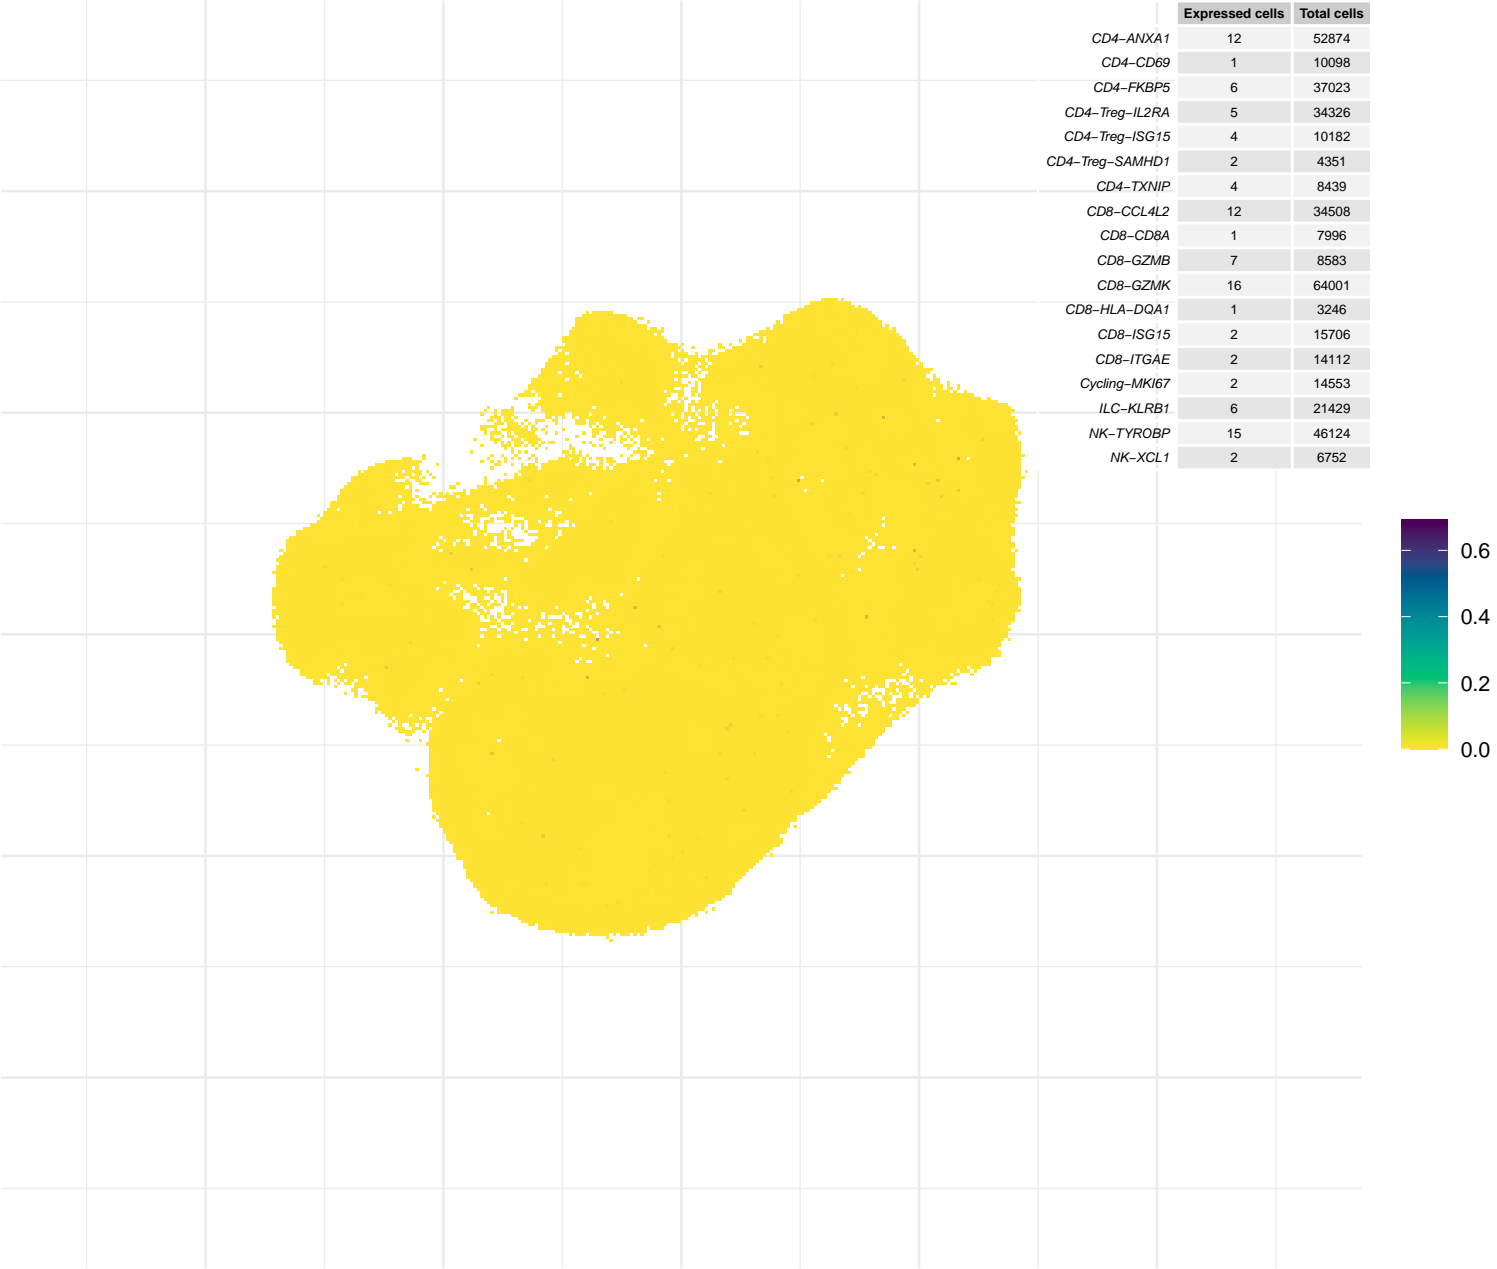 Expressed cells Total cells
CD4−ANXA1 12 52874
CD4−CD69 1 10098
CD4−FKBP5 6 37023
CD4−Treg−IL2RA 5 34326
CD4−Treg−ISG15 4 10182
CD4−Treg−SAMHD1 2 4351
CD4−TXNIP 4 8439
CD8−CCL4L2 12 34508
CD8−CD8A 1 7996
CD8−GZMB 7 8583
CD8−GZMK 16 64001
CD8−HLA−DQA1 1 3246
CD8−ISG15 2 15706
CD8−ITGAE 2 14112
Cycling−MKI67 2 14553
ILC−KLRB1 6 21429
NK−TYROBP 15 46124
NK−XCL1 2 6752
0.6
0.4
0.2
0.0